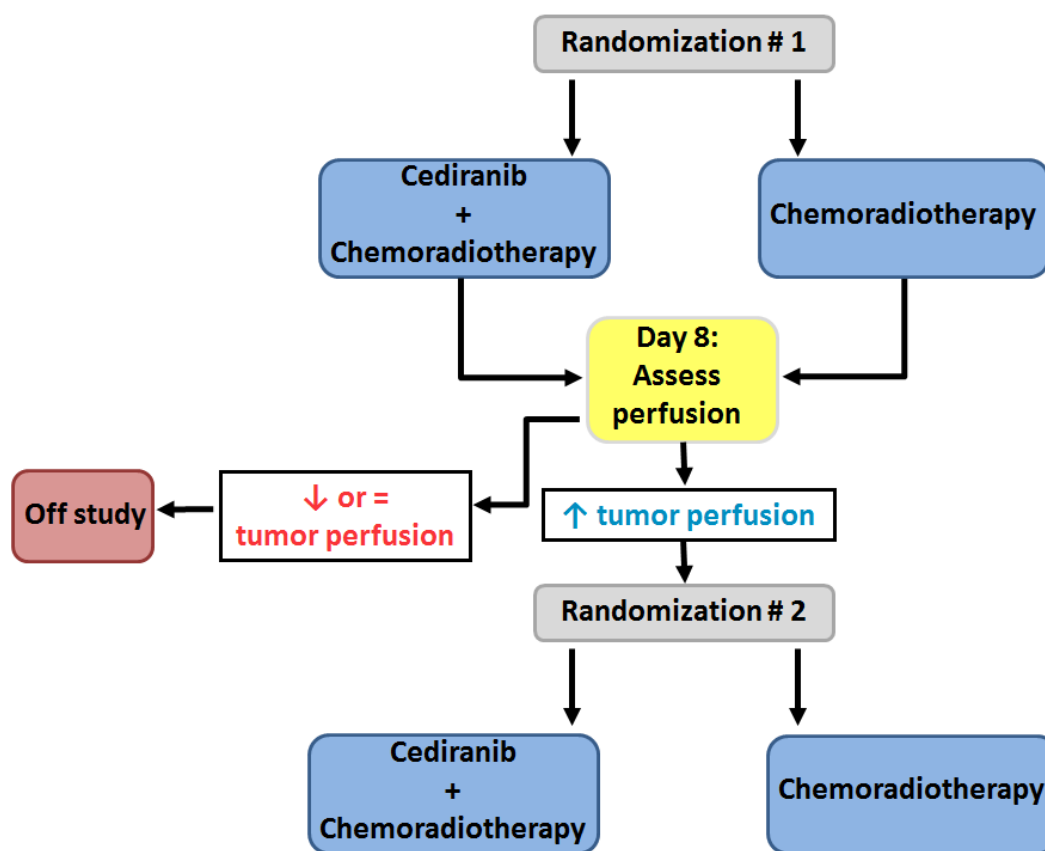 Randomization # 1
Cediranib
+
Chemoradiotherapy
Chemoradiotherapy
Day 8:
Assess
perfusion
Off study
↓ or =
tumor perfusion
↑ tumor perfusion
Randomization # 2
Cediranib
+
Chemoradiotherapy
Chemoradiotherapy